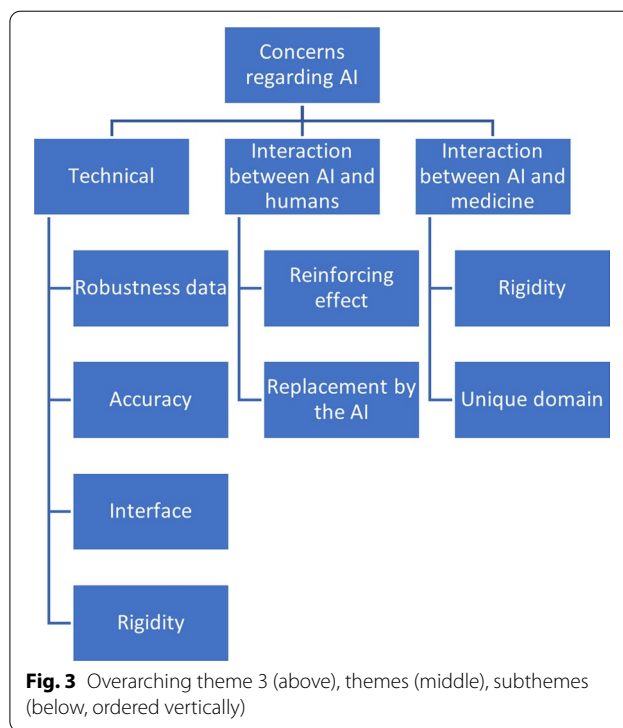 Concerns
regarding AI
Technical
Interaction
between AI and
humans
Interaction
between AI and
medicine
Robustness data
Accuracy
Interface
Rigidity
Reinforcing
effect
Replacement by
the AI
Rigidity
Unique domain
Fig. 3 Overarching theme 3 (above), themes (middle), subthemes
(below, ordered vertically)